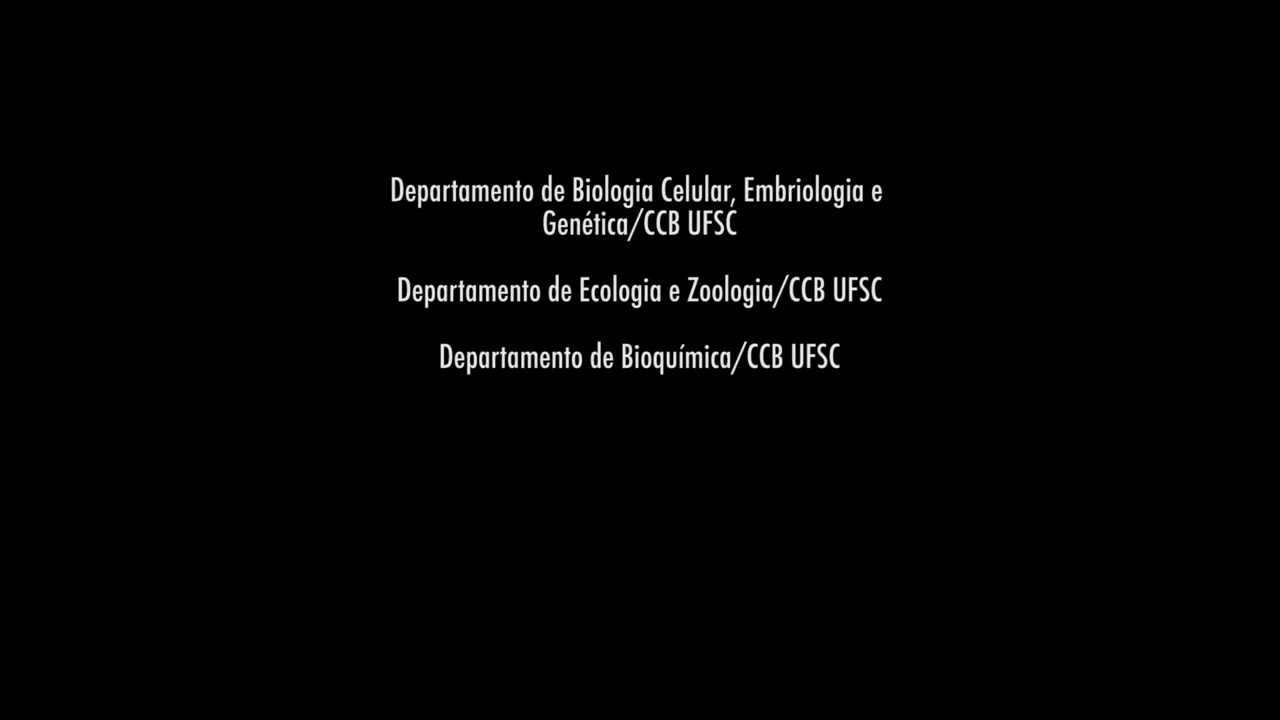 Departamento de Biologia Celular, Embriologia e
Genética/CCB UFSC
Departamento de Ecologia e Zoologia/CCB UFSC
Departamento de Bioquímica/CCB UFSC